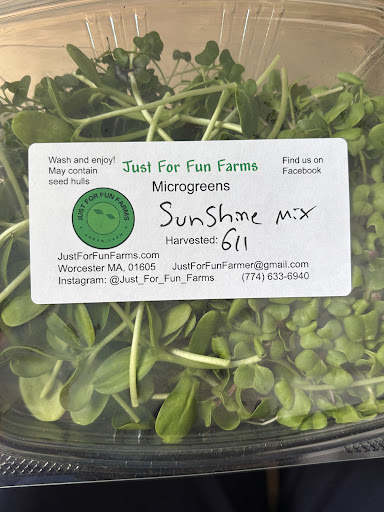 Wash and enjoy!
May contain
seed hulls
Just For Fun Farms
Microgreens
Find us on
Facebook
JUST FOR FUN FARMS
Sunshine mix
Harvested: 6/1
JustForFunFarms.com
Worcester MA, 01605
JustForFunFarmer@gmail.com
Instagram: @Just_For_Fun_Farms
(774) 633-6940